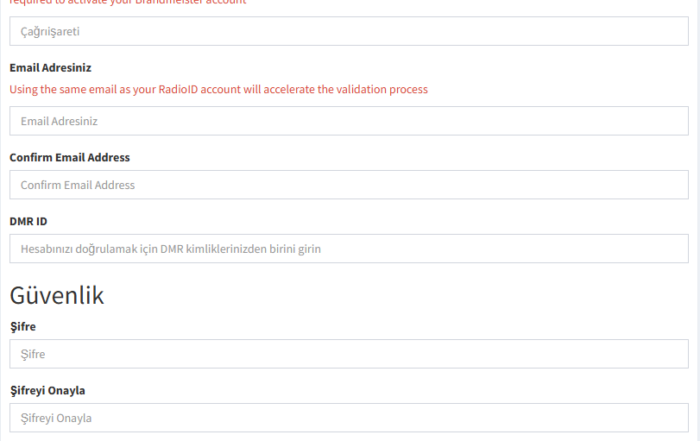 required to activate your Brandmeister account
Çağrıişareti
Email Adresiniz
Using the same email as your RadioID account will accelerate the validation process
Email Adresiniz
Confirm Email Address
Confirm Email Address
DMR ID
Hesabınızı doğrulamak için DMR kimliklerinizden birini girin
Güvenlik
Şifre
Şifre
Şifreyi Onayla
Şifreyi Onayla